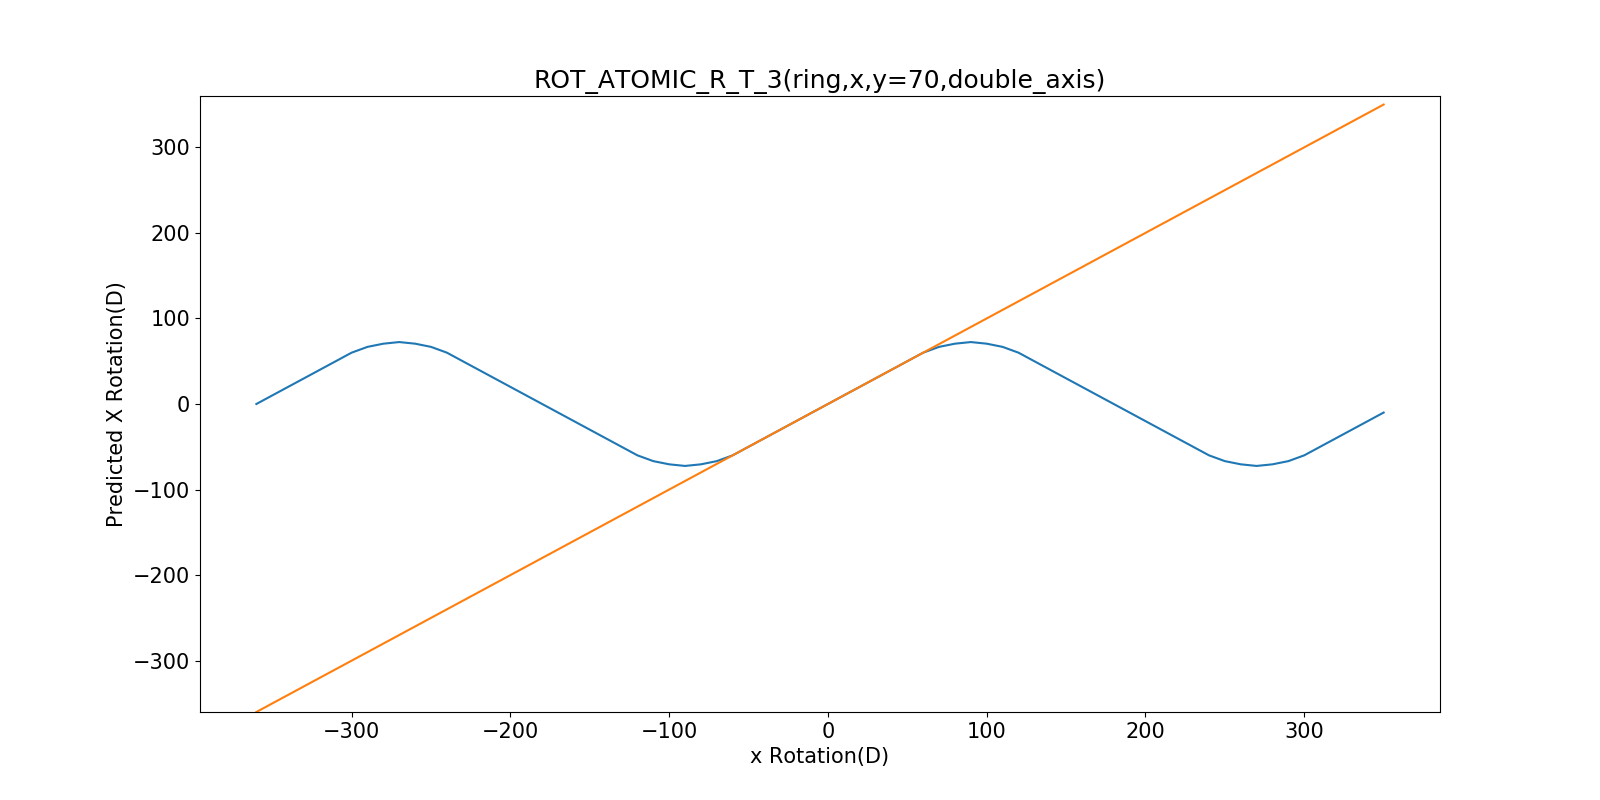 ROT_ATOMIC_R_T_3(ring,x,y=70,double_axis)
300
200
100
0
−100
−200
−300
Predicted X Rotation(D)
−300 −200 −100 0 100 200 300
x Rotation(D)